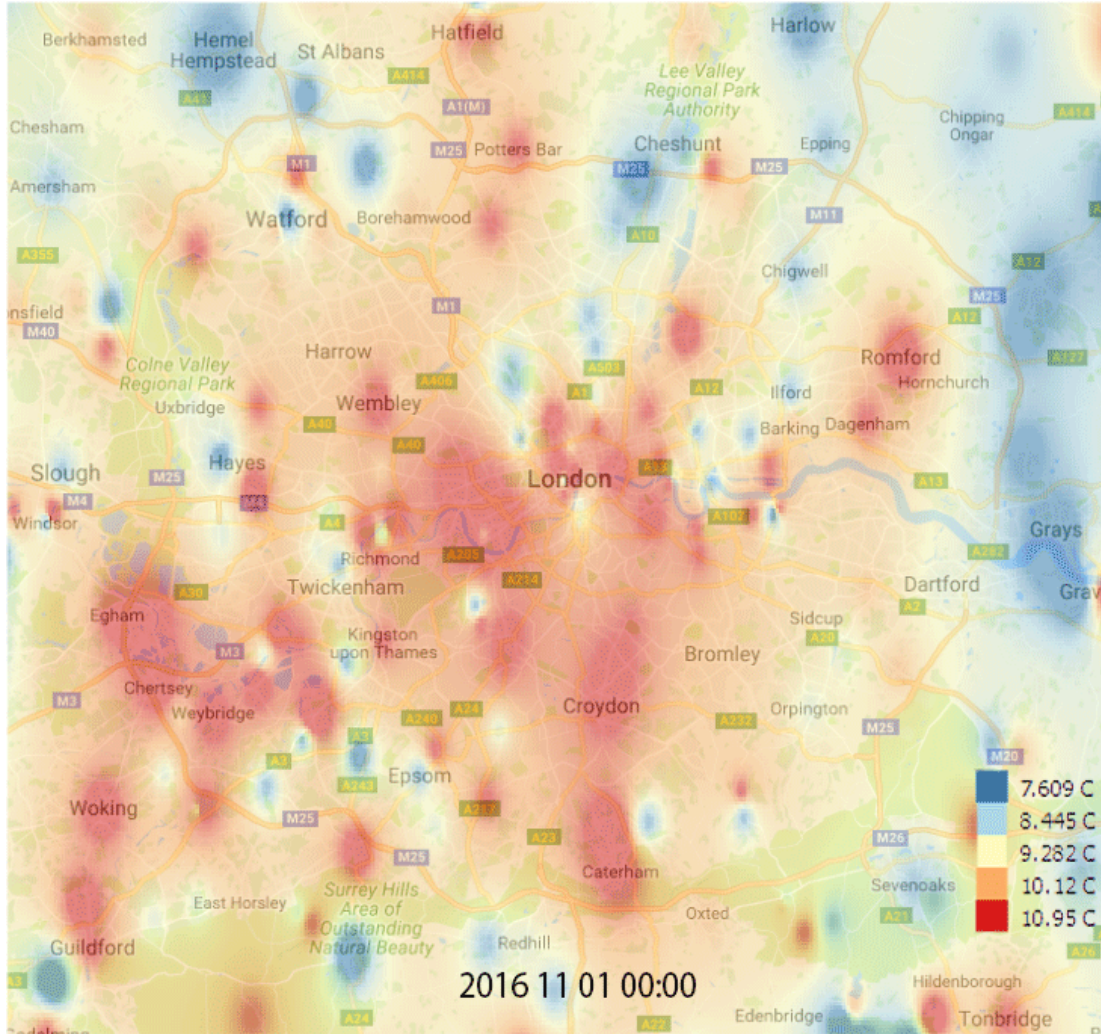 Berkhamsted
Hemel
Hempstead
St Albans
Hatfield
Harlow
A41
A414
Lee Valley
Regional Park
Authority
A1(M)
A414
Chipping
Ongar
Chesham
M25
Potters Bar
Cheshunt
Epping
M1
M25
M25
Amersham
Watford
Borehamwood
M11
A355
A10
A12
Chigwell
M25
nsfield
M40
M1
A12
Harrow
Romford
A127
Colne Valley
Regional Park
A406
A503
A12
Hornchurch
Uxbridge
Wembley
A1
Ilford
A40
Barking
Dagenham
A40
Slough
Hayes
London
M25
A13
M4
Windsor
A4
A102
Grays
Richmond
A205
A282
Twickenham
A214
Dartford
A30
Grav
Egham
A2
Sidcup
Kingston
upon Thames
A20
M3
Bromley
Chertsey
M3
Weybridge
A240
A24
Croydon
A232
Orpington
M25
A3
A3
Epsom
M20
A243
7.609 C
Woking
A217
8.445 C
M25
A23
M26
9.282 C
M25
Caterham
Sevenoaks
10.12 C
East Horsley
Surrey Hills
Area of
Outstanding
Natural Beauty
Oxted
A21
10.95 C
Guildford
Redhill
A26
A3
2016 11 01 00:00
Hildenborough
A24
A22
Edenbridge
Tonbridge